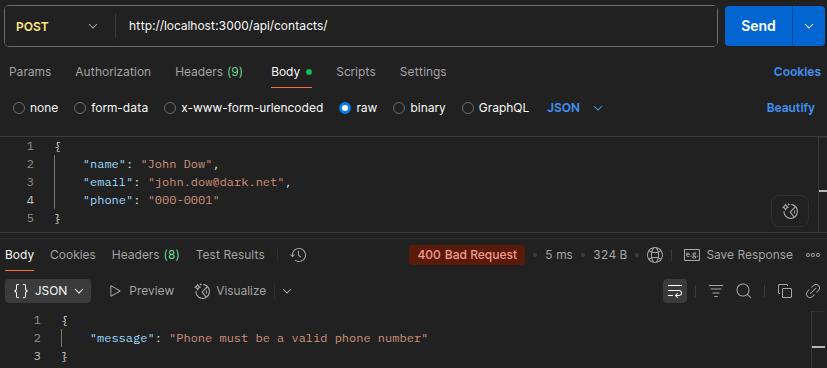 POST http://localhost:3000/api/contacts/ Send
Params Authorization Headers (9) Body Scripts Settings Cookies
none form-data x-www-form-urlencoded raw binary GraphQL JSON Beautify
1 {
2 "name": "John Dow",
3 "email": "john.dow@dark.net",
4 "phone": "000-0001"
5 }
Body Cookies Headers (8) Test Results 400 Bad Request • 5 ms • 324 B • e.g. Save Response
{} JSON Preview Visualize
1 {
2 "message": "Phone must be a valid phone number"
3 }